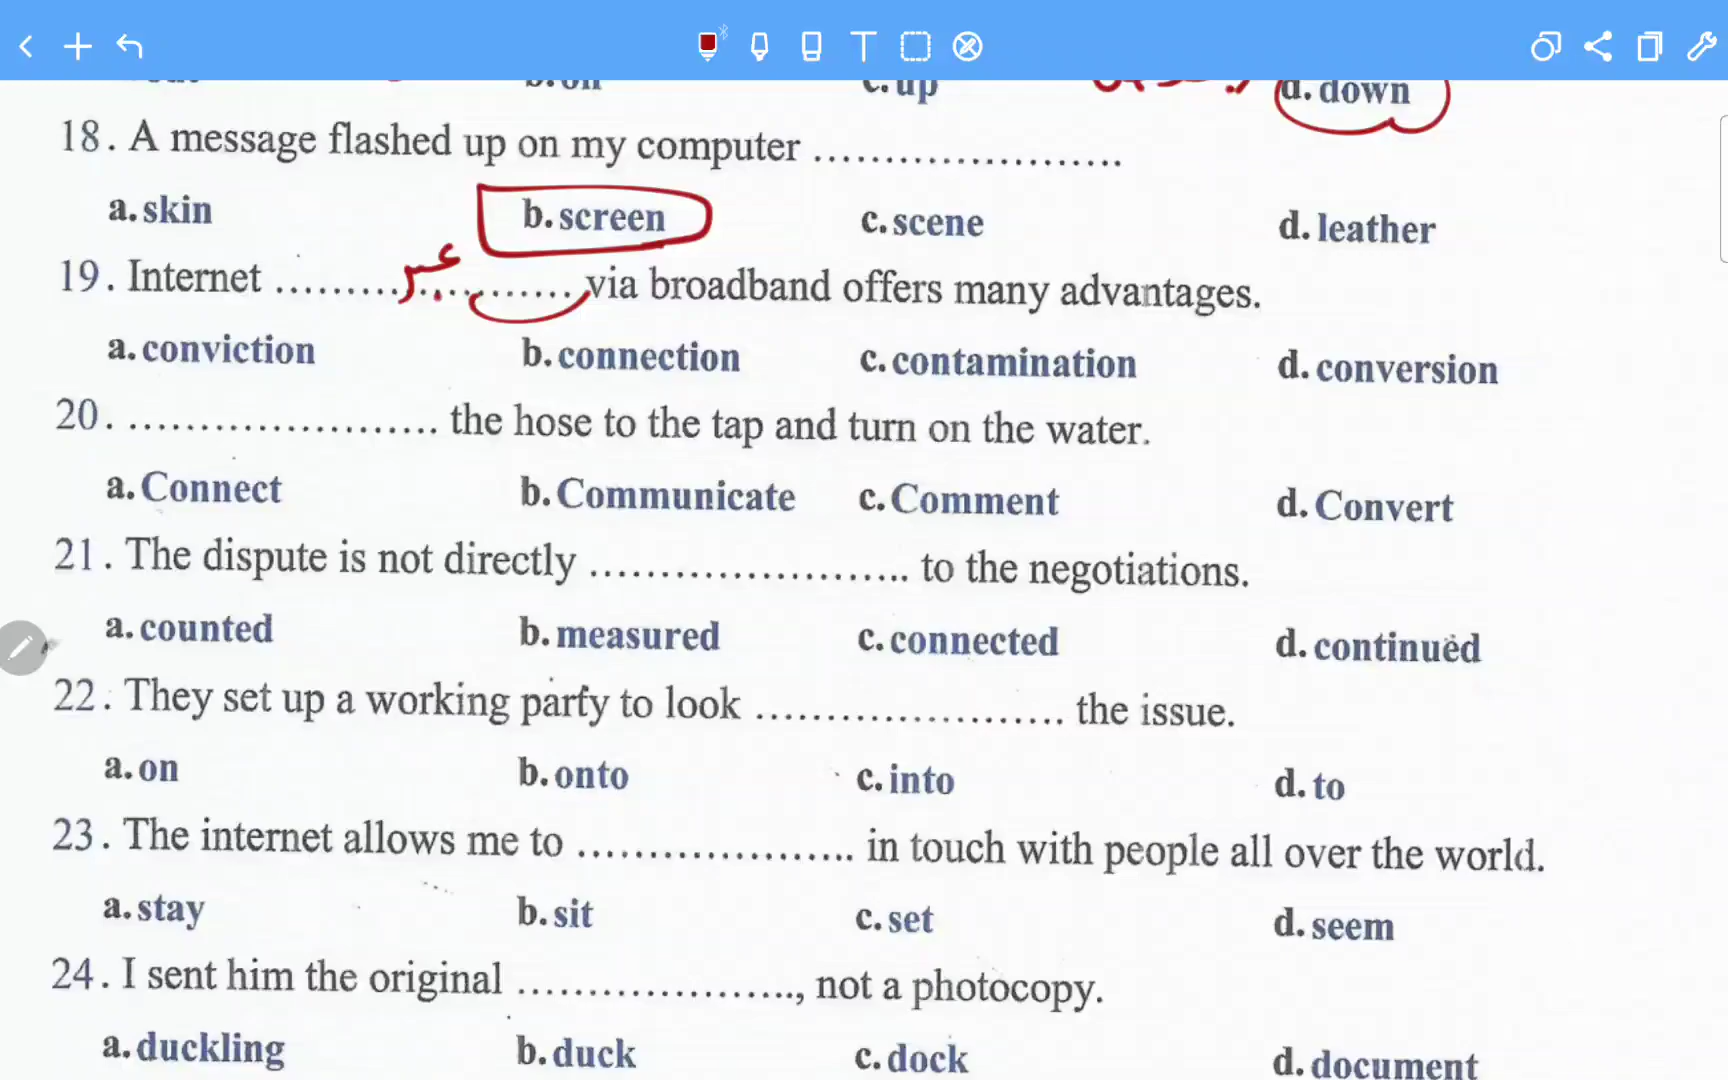 b. on c. up d. down
18. A message flashed up on my computer ......................
a. skin b. screen c. scene d. leather
19. Internet ..................... via broadband offers many advantages.
عبر
a. conviction b. connection c. contamination d. conversion
20. ...................... the hose to the tap and turn on the water.
a. Connect b. Communicate c. Comment d. Convert
21. The dispute is not directly ...................... to the negotiations.
a. counted b. measured c. connected d. continued
22. They set up a working party to look ...................... the issue.
a. on b. onto c. into d. to
23. The internet allows me to .................... in touch with people all over the world.
a. stay b. sit c. set d. seem
24. I sent him the original ...................., not a photocopy.
a. duckling b. duck c. dock d. document